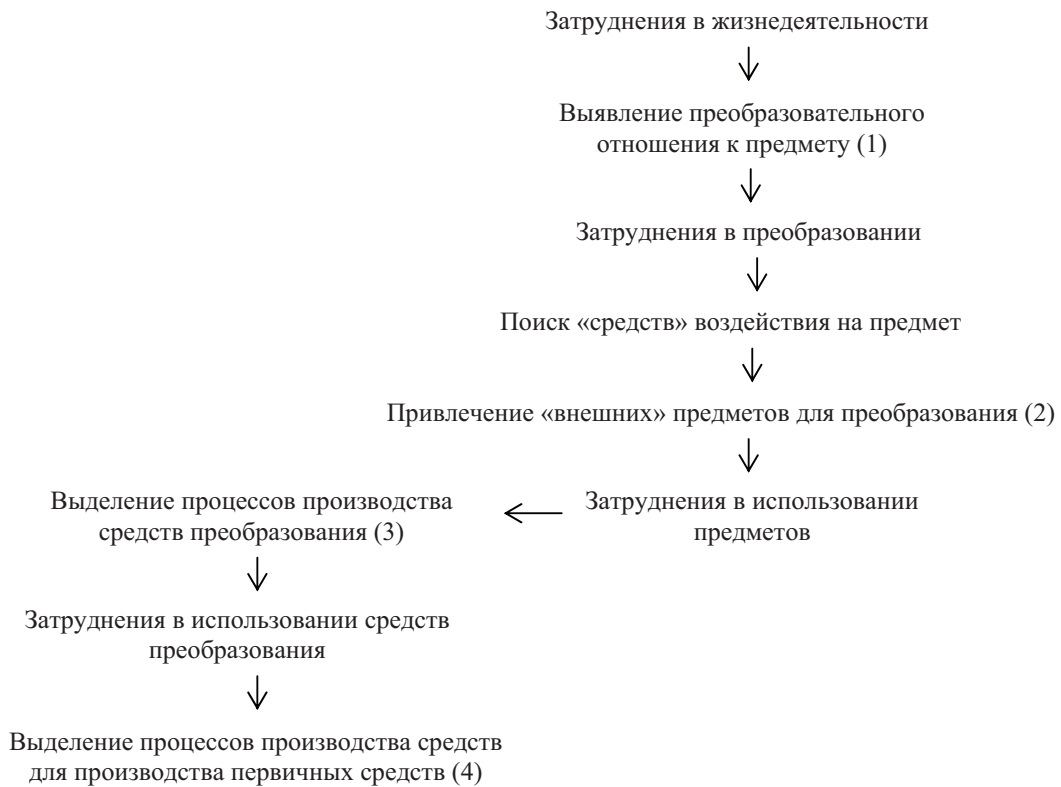 Затруднения в жизнедеятельности
Выявление преобразовательного
отношения к предмету (1)
Затруднения в преобразовании
Поиск «средств» воздействия на предмет
Привлечение «внешних» предметов для преобразования (2)
Затруднения в использовании
предметов
Выделение процессов производства
средств преобразования (3)
Затруднения в использовании средств
преобразования
Выделение процессов производства средств
для производства первичных средств (4)